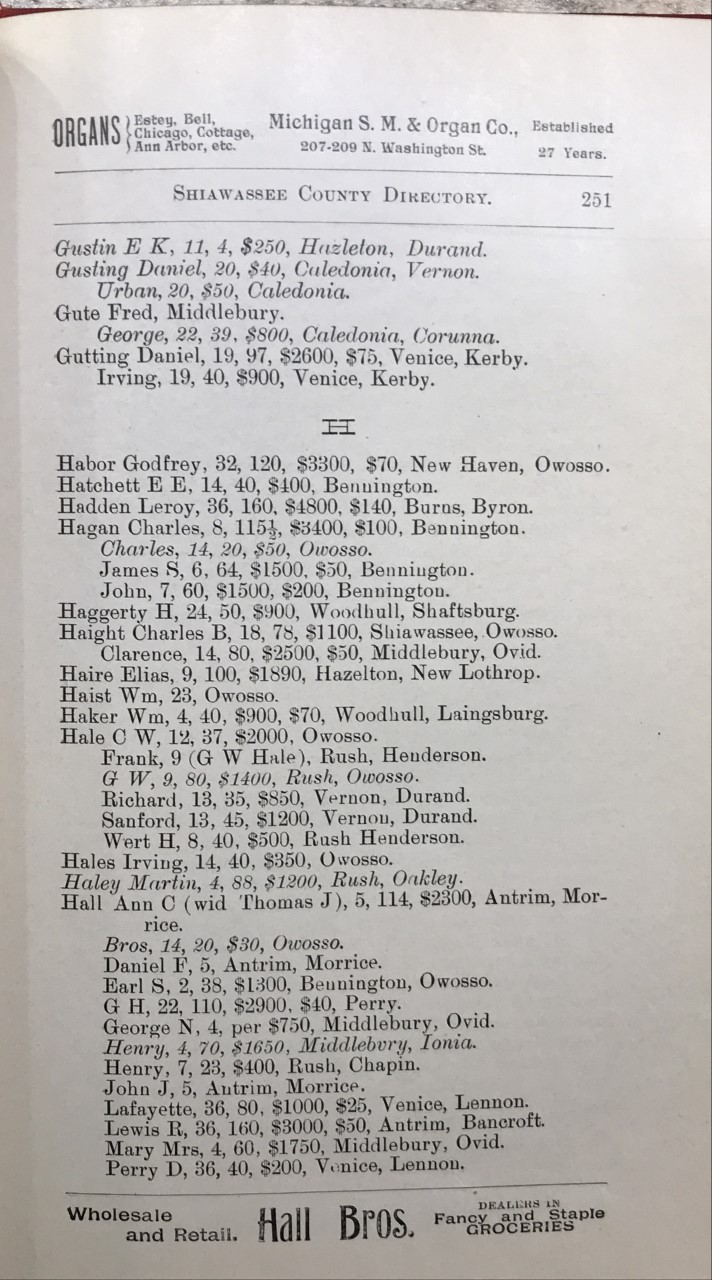 ORGANS { Estey, Bell,
Chicago, Cottage,
Ann Arbor, etc.
Michigan S. M. & Organ Co.,
207-209 N. Washington St.
Established
27 Years.
SHIAWASSEE COUNTY DIRECTORY. 251
Gustin E K, 11, 4, $250, Hazleton, Durand.
Gusting Daniel, 20, $40, Caledonia, Vernon.
Urban, 20, $50, Caledonia.
Gute Fred, Middlebury.
George, 22, 39, $800, Caledonia, Corunna.
Gutting Daniel, 19, 97, $2600, $75, Venice, Kerby.
Irving, 19, 40, $900, Venice, Kerby.
H
Habor Godfrey, 32, 120, $3300, $70, New Haven, Owosso.
Hatchett E E, 14, 40, $400, Bennington.
Hadden Leroy, 36, 160, $4800, $140, Burns, Byron.
Hagan Charles, 8, 115½, $3400, $100, Bennington.
Charles, 14, 20, $50, Owosso.
James S, 6, 64, $1500, $50, Bennington.
John, 7, 60, $1500, $200, Bennington.
Haggerty H, 24, 50, $900, Woodhull, Shaftsburg.
Haight Charles B, 18, 78, $1100, Shiawassee, Owosso.
Clarence, 14, 80, $2500, $50, Middlebury, Ovid.
Haire Elias, 9, 100, $1890, Hazelton, New Lothrop.
Haist Wm, 23, Owosso.
Haker Wm, 4, 40, $900, $70, Woodhull, Laingsburg.
Hale C W, 12, 37, $2000, Owosso.
Frank, 9 (G W Hale), Rush, Henderson.
G W, 9, 80, $1400, Rush, Owosso.
Richard, 13, 35, $850, Vernon, Durand.
Sanford, 13, 45, $1200, Vernon, Durand.
Wert H, 8, 40, $500, Rush Henderson.
Hales Irving, 14, 40, $350, Owosso.
Haley Martin, 4, 88, $1200, Rush, Oakley.
Hall Ann C (wid Thomas J), 5, 114, $2300, Antrim, Mor-
rice.
Bros, 14, 20, $30, Owosso.
Daniel F, 5, Antrim, Morrice.
Earl S, 2, 38, $1300, Bennington, Owosso.
G H, 22, 110, $2900, $40, Perry.
George N, 4, per $750, Middlebury, Ovid.
Henry, 4, 70, $1650, Middlebvry, Ionia.
Henry, 7, 23, $400, Rush, Chapin.
John J, 5, Antrim, Morrice.
Lafayette, 36, 80, $1000, $25, Venice, Lennon.
Lewis R, 36, 160, $3000, $50, Antrim, Bancroft.
Mary Mrs, 4, 60, $1750, Middlebury, Ovid.
Perry D, 36, 40, $200, Venice, Lennon.
Wholesale
and Retail.
Hall Bros.
DEALERS IN
Fancy and Staple
GROCERIES